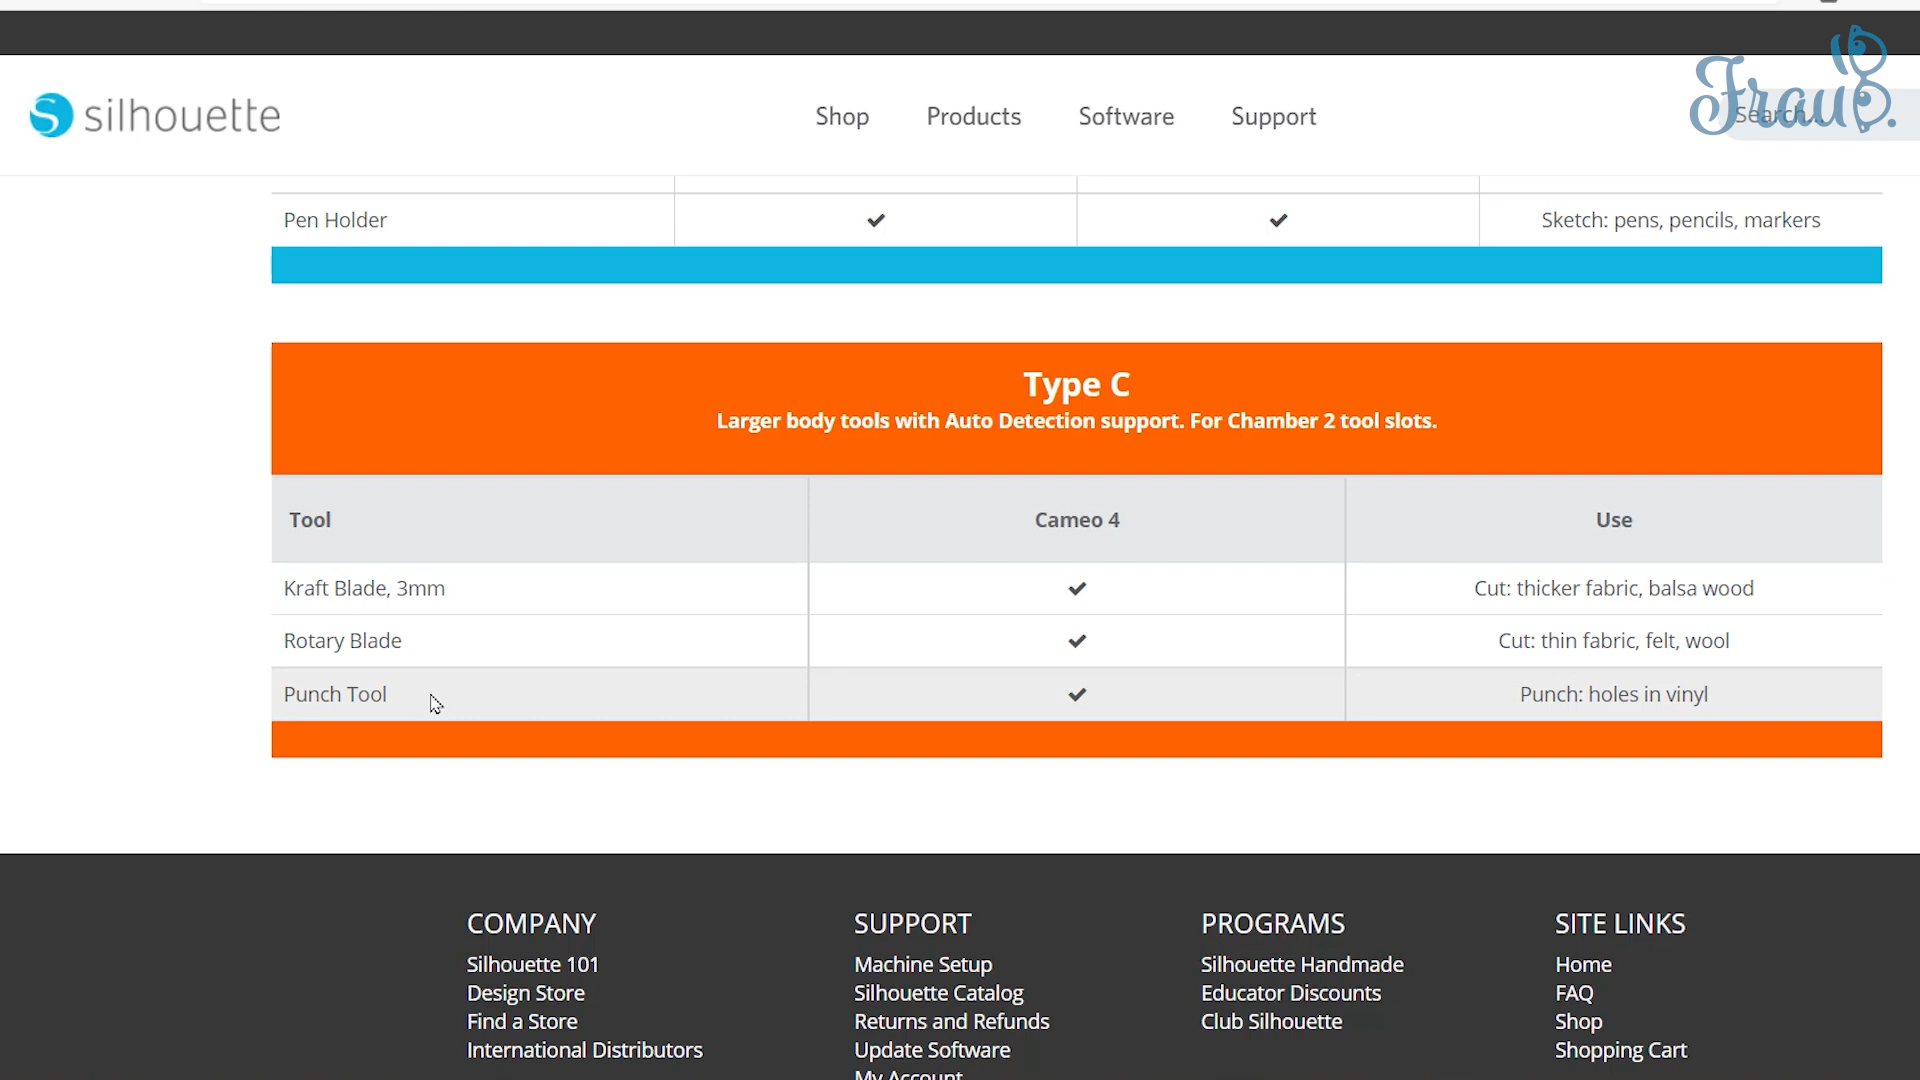 silhouette
Shop Products Software Support
Search...
Frau B.
Pen Holder Sketch: pens, pencils, markers
Type C
Larger body tools with Auto Detection support. For Chamber 2 tool slots.
Tool Cameo 4 Use
Kraft Blade, 3mm Cut: thicker fabric, balsa wood
Rotary Blade Cut: thin fabric, felt, wool
Punch Tool Punch: holes in vinyl
COMPANY
Silhouette 101
Design Store
Find a Store
International Distributors
SUPPORT
Machine Setup
Silhouette Catalog
Returns and Refunds
Update Software
My Account
PROGRAMS
Silhouette Handmade
Educator Discounts
Club Silhouette
SITE LINKS
Home
FAQ
Shop
Shopping Cart